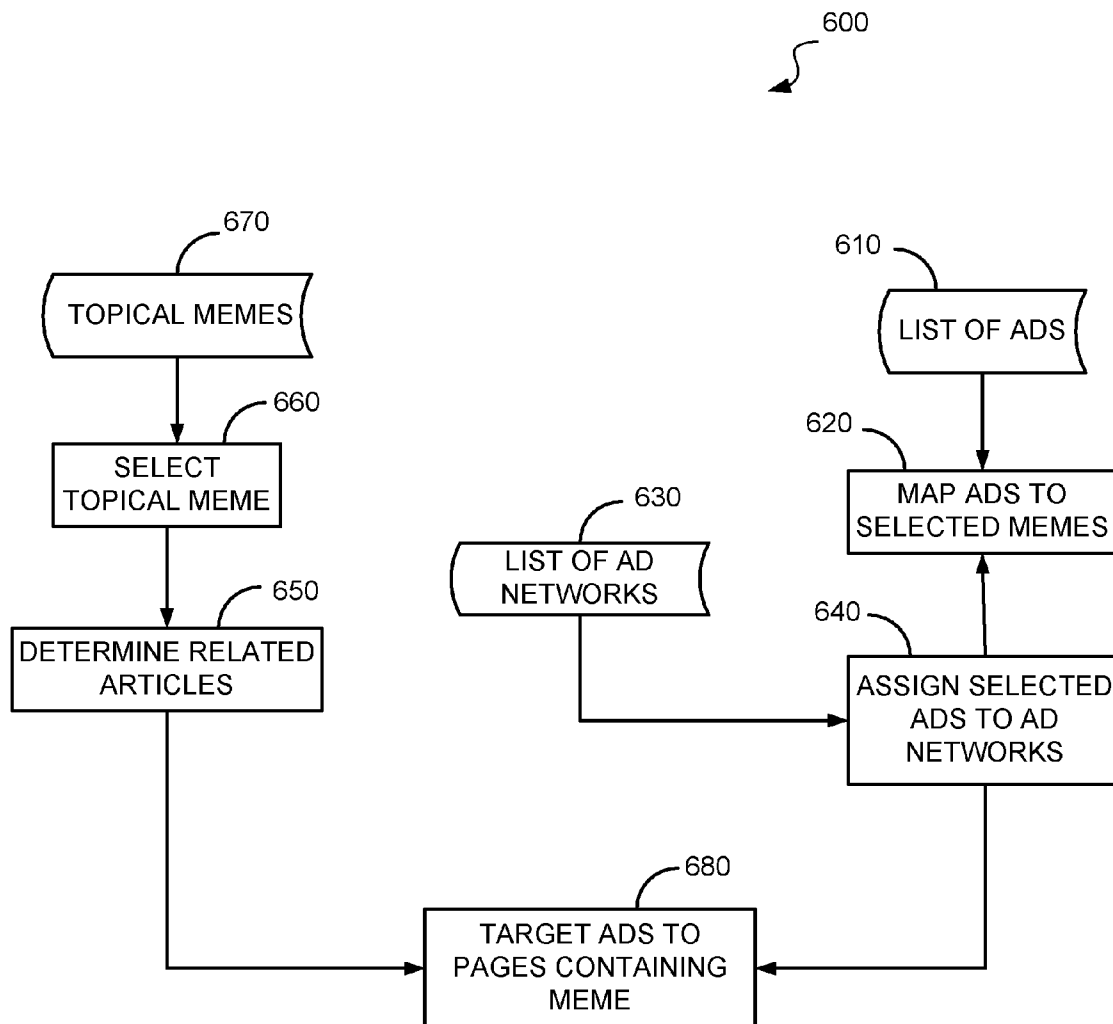 600
670
TOPICAL MEMES
610
LIST OF ADS
660
SELECT
TOPICAL MEME
620
MAP ADS TO
SELECTED MEMES
630
LIST OF AD
NETWORKS
650
DETERMINE RELATED
ARTICLES
640
ASSIGN SELECTED
ADS TO AD
NETWORKS
680
TARGET ADS TO
PAGES CONTAINING
MEME